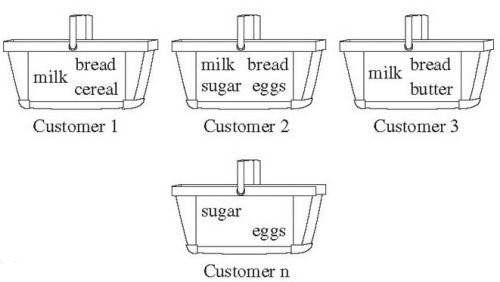 milk bread
cereal
Customer 1
milk bread
sugar eggs
Customer 2
milk bread
butter
Customer 3
sugar
eggs
Customer n